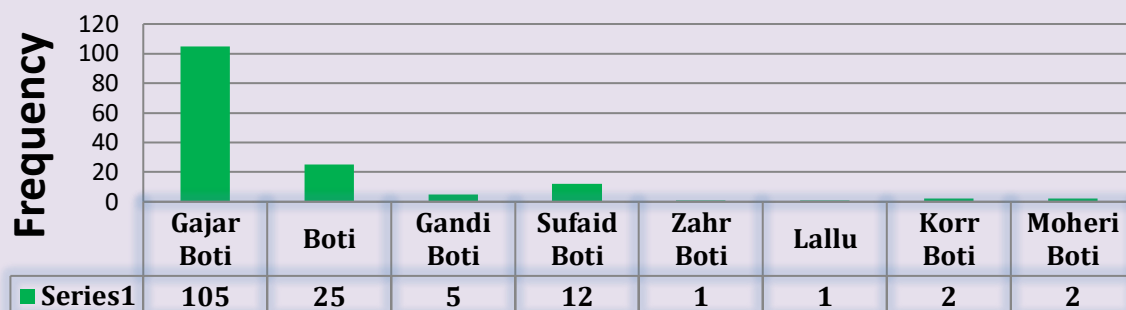 Frequency
120
100
80
60
40
20
0
Gajar Boti
Boti
Gandi Boti
Sufaid Boti
Zahr Boti
Lallu
Korr Boti
Moheri Boti
Series1 105 25 5 12 1 1 2 2